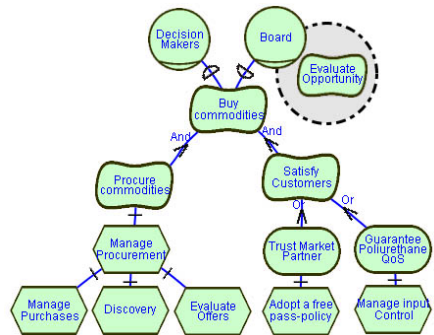 Decision
Makers
Board
Evaluate
Opportunity
Buy
commodities
And
And
Procure
commodities
Satisfy
Customers
Or
Or
Manage
Procurement
Trust Market
Partner
Guarantee
Poliurethane
QoS
Manage
Purchases
Discovery
Evaluate
Offers
Adopt a free
pass-policy
Manage input
Control